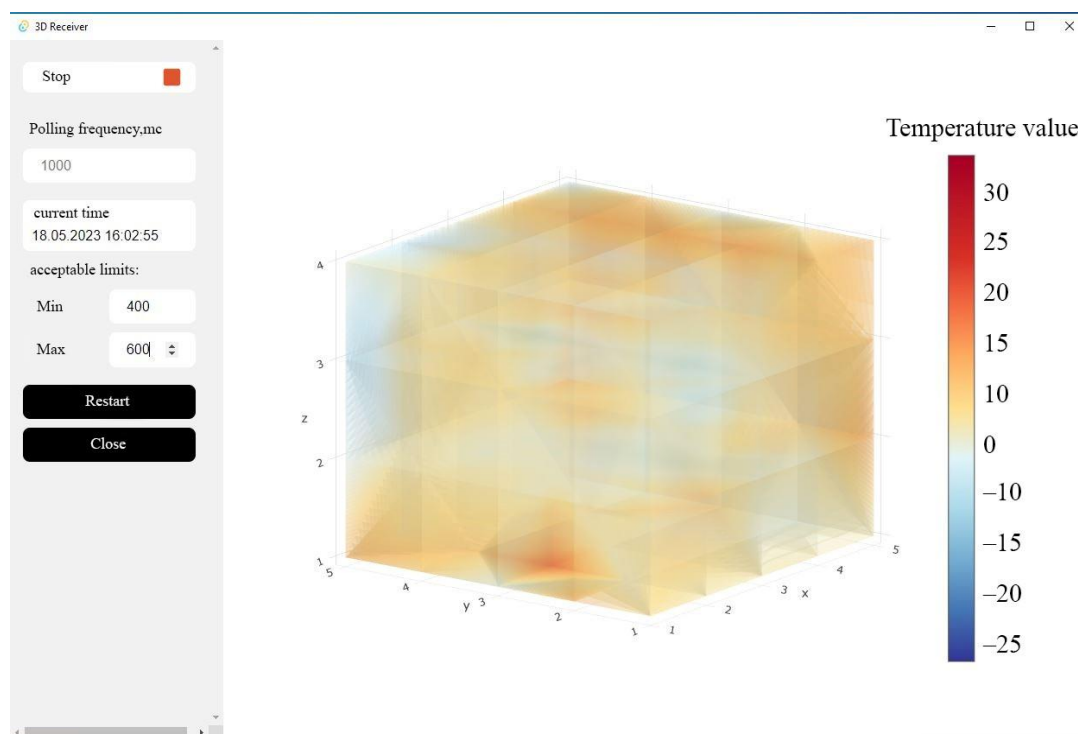 3D Receiver
Stop
Polling frequency,mc
1000
current time
18.05.2023 16:02:55
acceptable limits:
Min 400
Max 600
Restart
Close
Temperature value
30
25
20
15
10
0
–10
–15
–20
–25
4
3
z
2
1
5
4
y 3
2
1
1
2
3 x
4
5